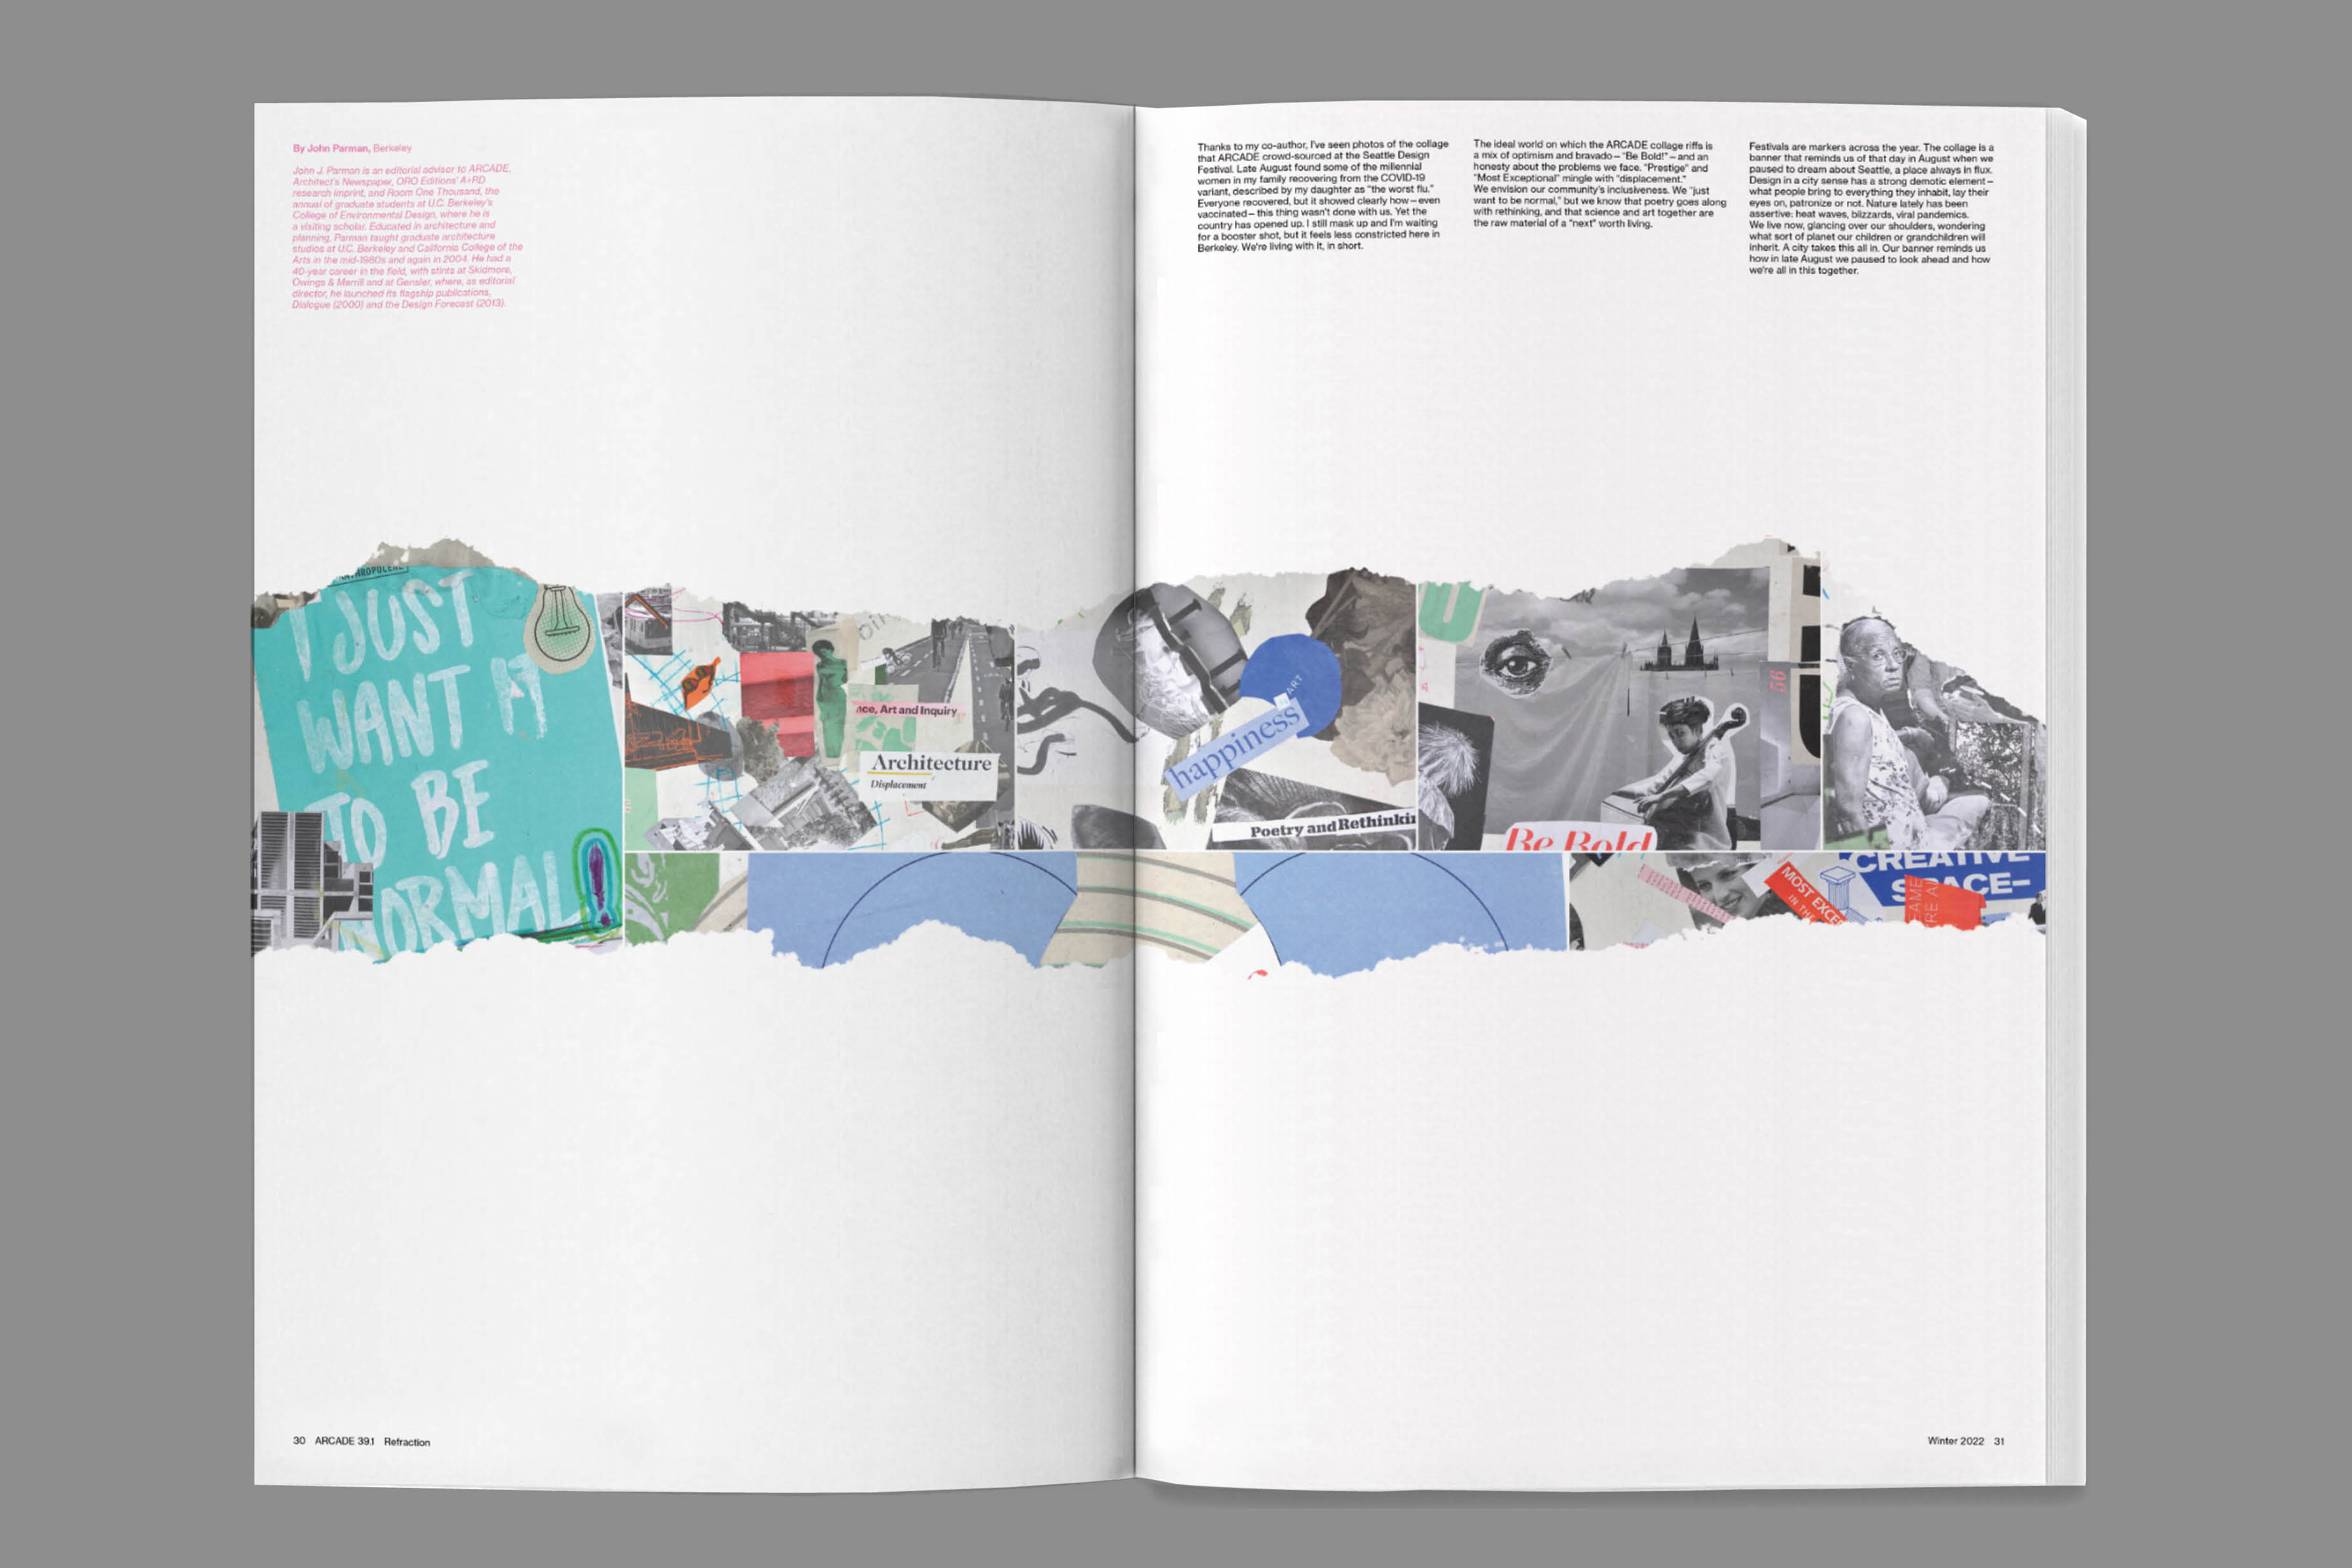 By John Parman, Berkeley
John J. Parman is an editorial advisor to ARCADE,
Architect's Newspaper, ORO Editions' A+RD
research imprint, and Room One Thousand, the
annual of graduate students at U.C. Berkeley's
College of Environmental Design, where he is
a visiting scholar. Educated in architecture and
planning, Parman taught graduate architecture
studios at U.C. Berkeley and California College of the
Arts in the mid-1980s and again in 2004. He had a
40-year career in the field, with stints at Skidmore,
Owings & Merrill and at Gensler, where, as editorial
director, he launched its flagship publications,
Dialogue (2000) and the Design Forecast (2013).
Thanks to my co-author, I've seen photos of the collage
that ARCADE crowd-sourced at the Seattle Design
Festival. Late August found some of the millennial
women in my family recovering from the COVID-19
variant, described by my daughter as "the worst flu."
Everyone recovered, but it showed clearly how—even
vaccinated—this thing wasn't done with us. Yet the
country has opened up. I still mask up and I'm waiting
for a booster shot, but it feels less constricted here in
Berkeley. We're living with it, in short.
The ideal world on which the ARCADE collage riffs is
a mix of optimism and bravado—"Be Bold!"—and an
honesty about the problems we face. "Prestige" and
"Most Exceptional" mingle with "displacement."
We envision our community's inclusiveness. We "just
want to be normal," but we know that poetry goes along
with rethinking, and that science and art together are
the raw material of a "next" worth living.
Festivals are markers across the year. The collage is a
banner that reminds us of that day in August when we
paused to dream about Seattle, a place always in flux.
Design in a city sense has a strong demotic element—
what people bring to everything they inhabit, lay their
eyes on, patronize or not. Nature lately has been
assertive: heat waves, blizzards, viral pandemics.
We live now, glancing over our shoulders, wondering
what sort of planet our children or grandchildren will
inherit. A city takes this all in. Our banner reminds us
how in late August we paused to look ahead and how
we're all in this together.
I JUST
WANT IT
TO BE
NORMAL
nce, Art and Inquiry
Architecture
Displacement
ART
happiness
Poetry and Rethinkin
U
56
Be Bold
MOST EXCE
IN TH
CREATIVE
SPACE–
30 ARCADE 39.1 Refraction
Winter 2022 31